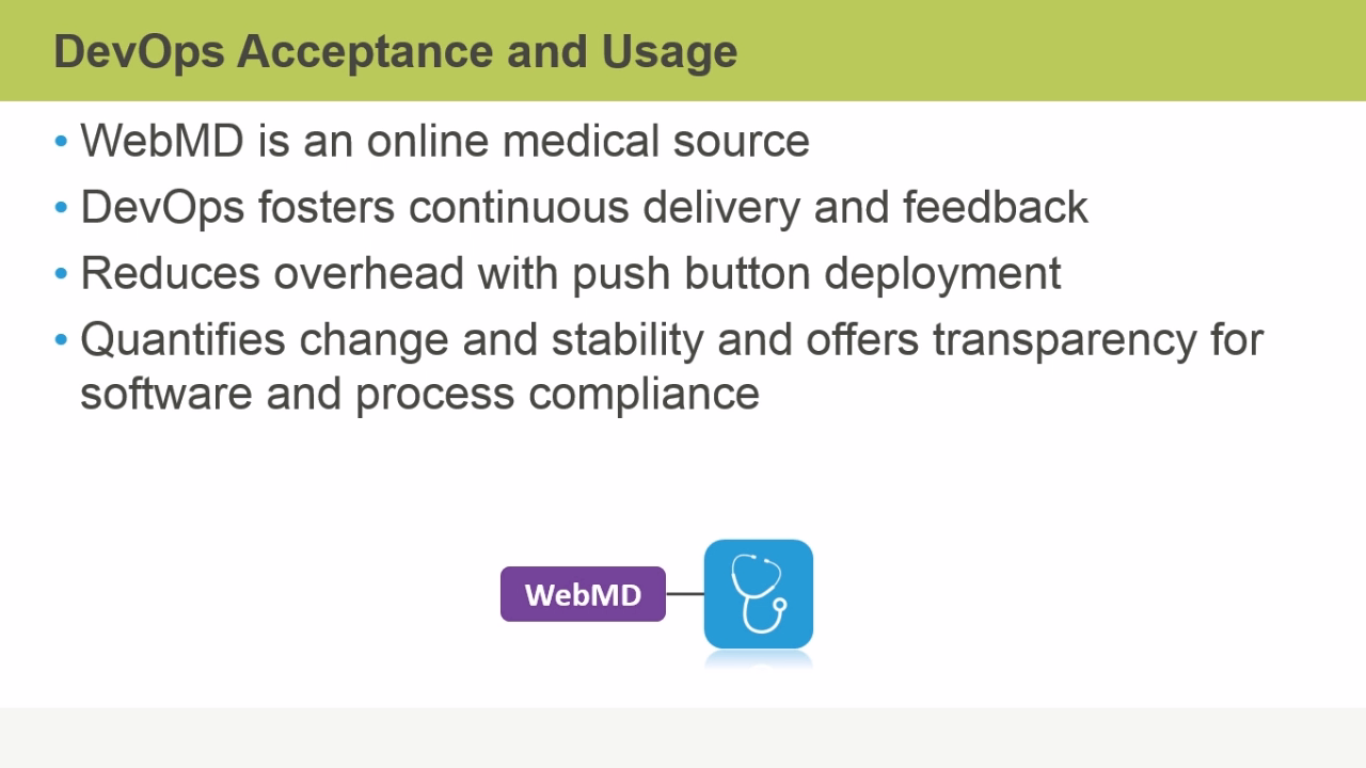 DevOps Acceptance and Usage
• WebMD is an online medical source
• DevOps fosters continuous delivery and feedback
• Reduces overhead with push button deployment
• Quantifies change and stability and offers transparency for
software and process compliance
WebMD